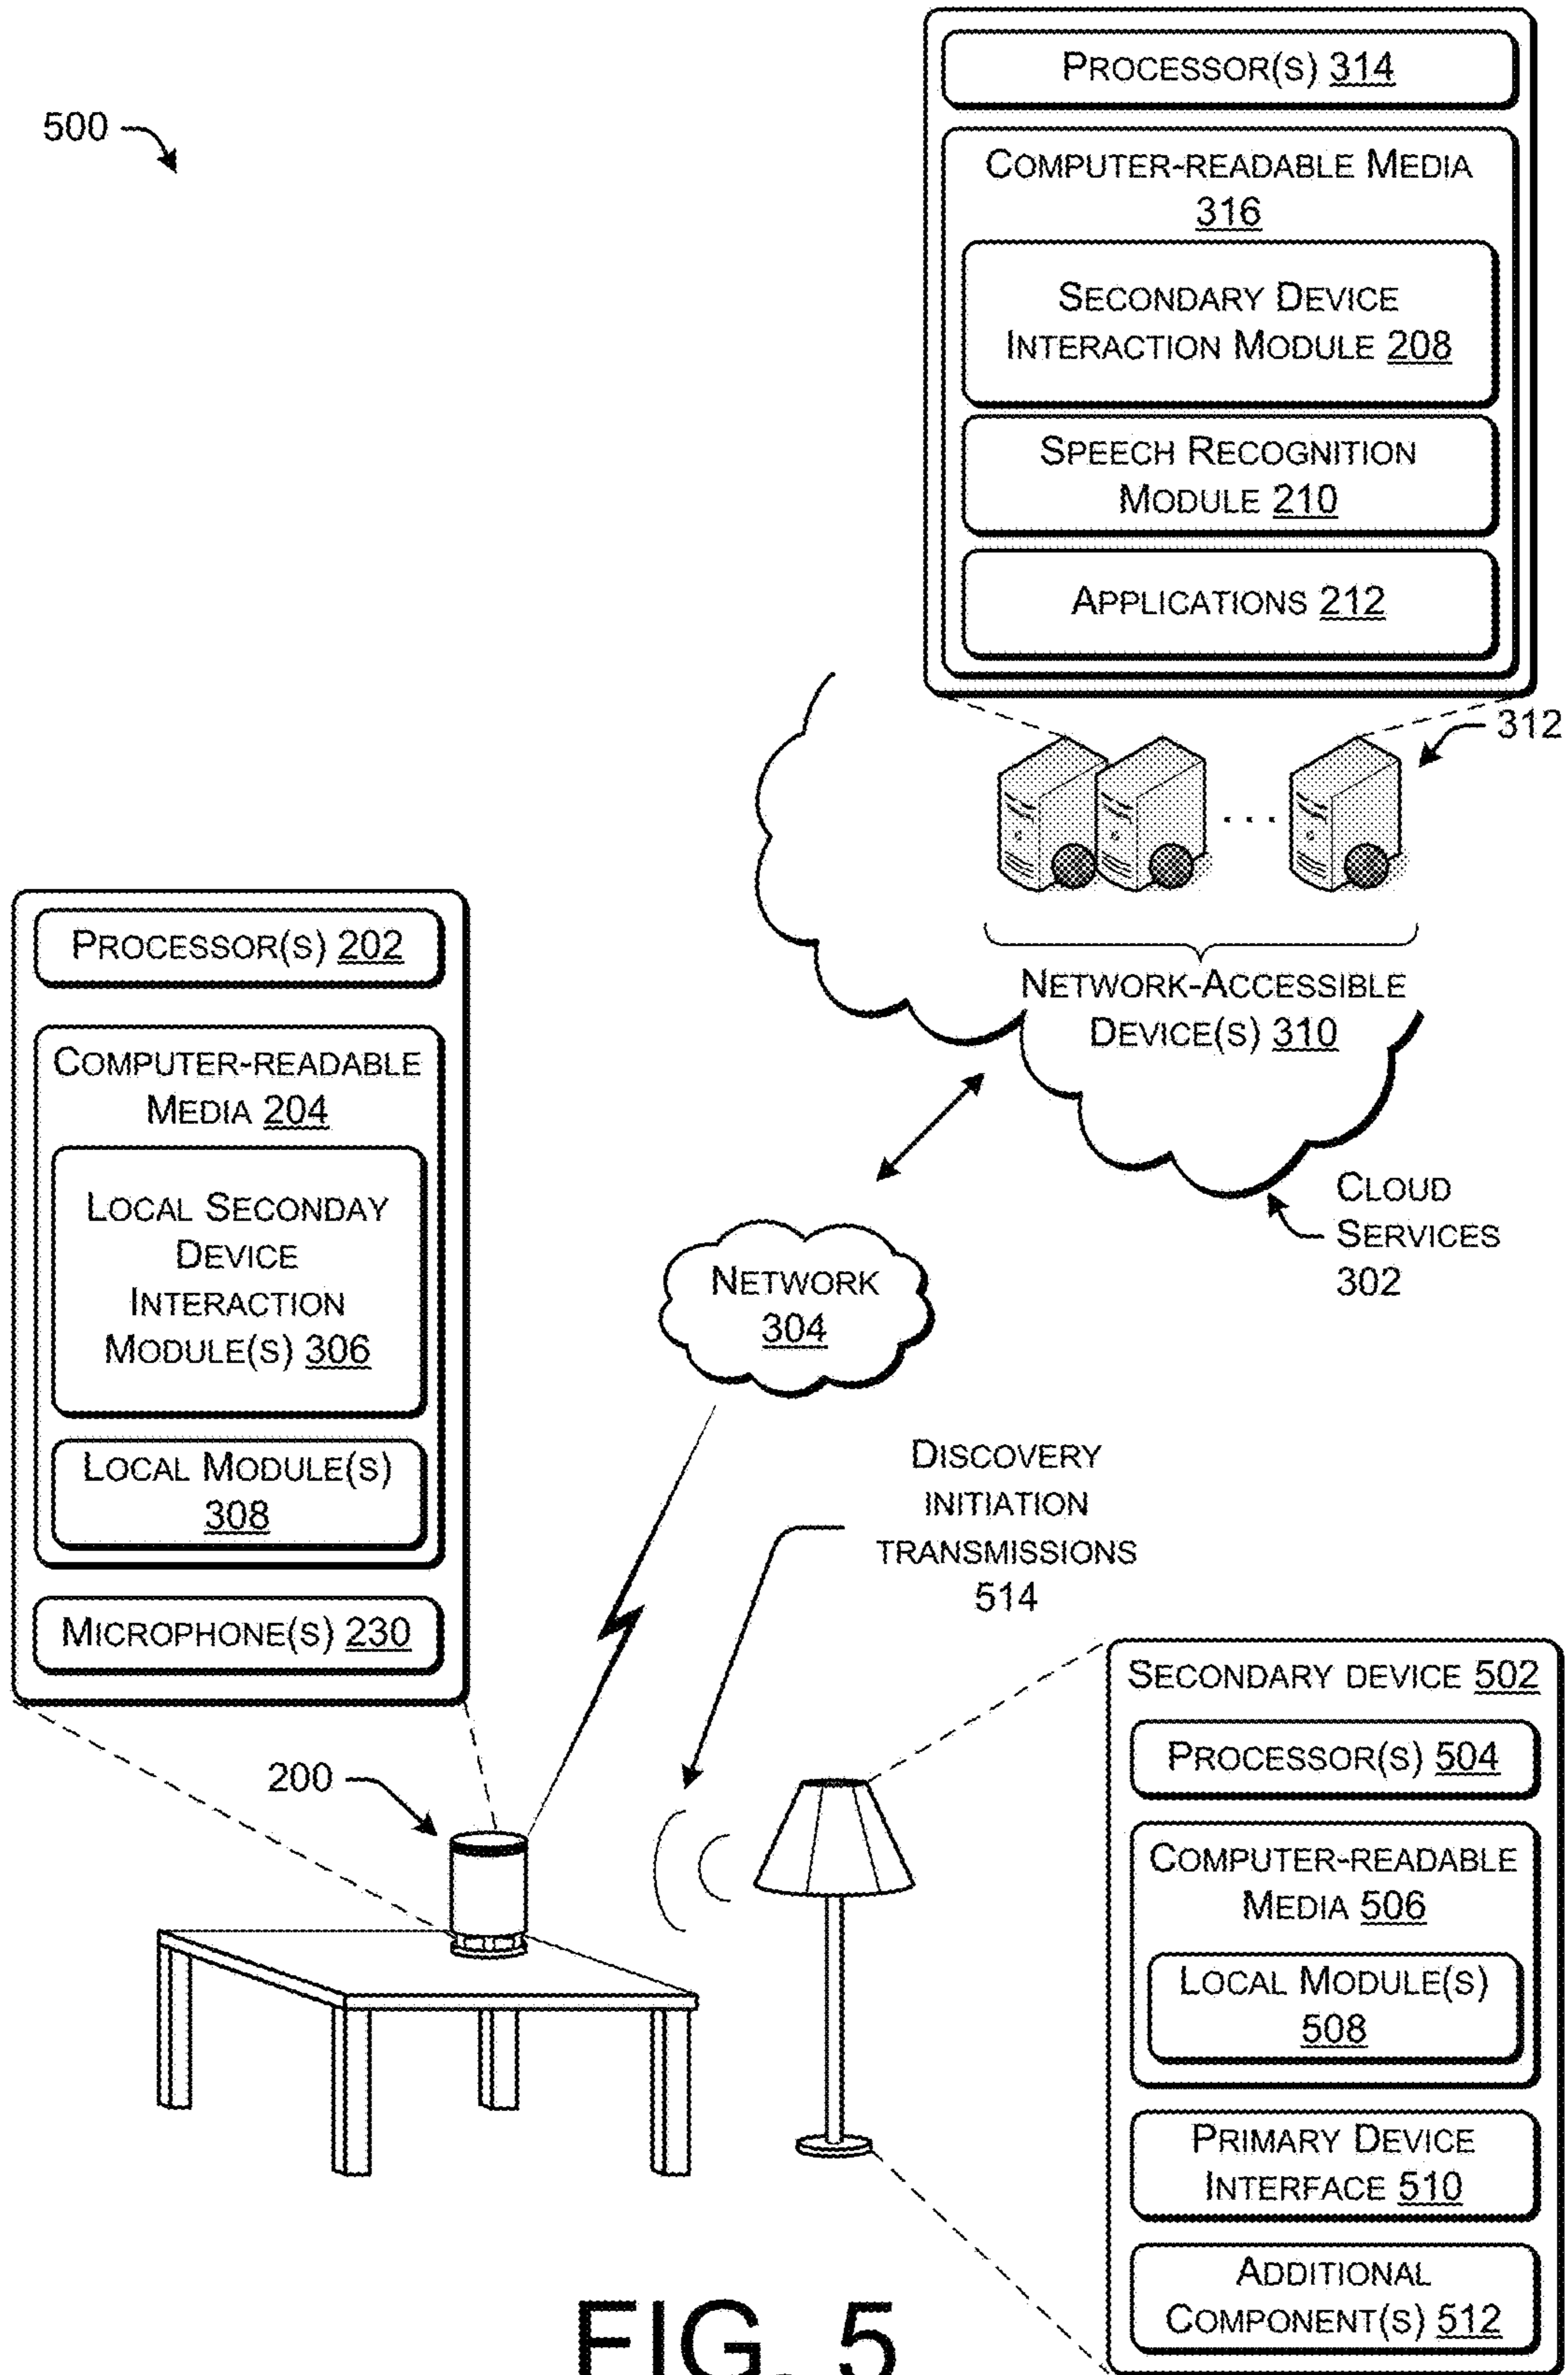 PROCESSOR(S) 314
500
COMPUTER-READABLE MEDIA
316
SECONDARY DEVICE
INTERACTION MODULE 208
SPEECH RECOGNITION
MODULE 210
APPLICATIONS 212
312
. . .
NETWORK-ACCESSIBLE
DEVICE(S) 310
CLOUD
SERVICES
302
PROCESSOR(S) 202
COMPUTER-READABLE
MEDIA 204
LOCAL SECONDAY
DEVICE
INTERACTION
MODULE(S) 306
LOCAL MODULE(S)
308
MICROPHONE(S) 230
NETWORK
304
DISCOVERY
INITIATION
TRANSMISSIONS
514
200
SECONDARY DEVICE 502
PROCESSOR(S) 504
COMPUTER-READABLE
MEDIA 506
LOCAL MODULE(S)
508
PRIMARY DEVICE
INTERFACE 510
ADDITIONAL
COMPONENT(S) 512
FIG. 5